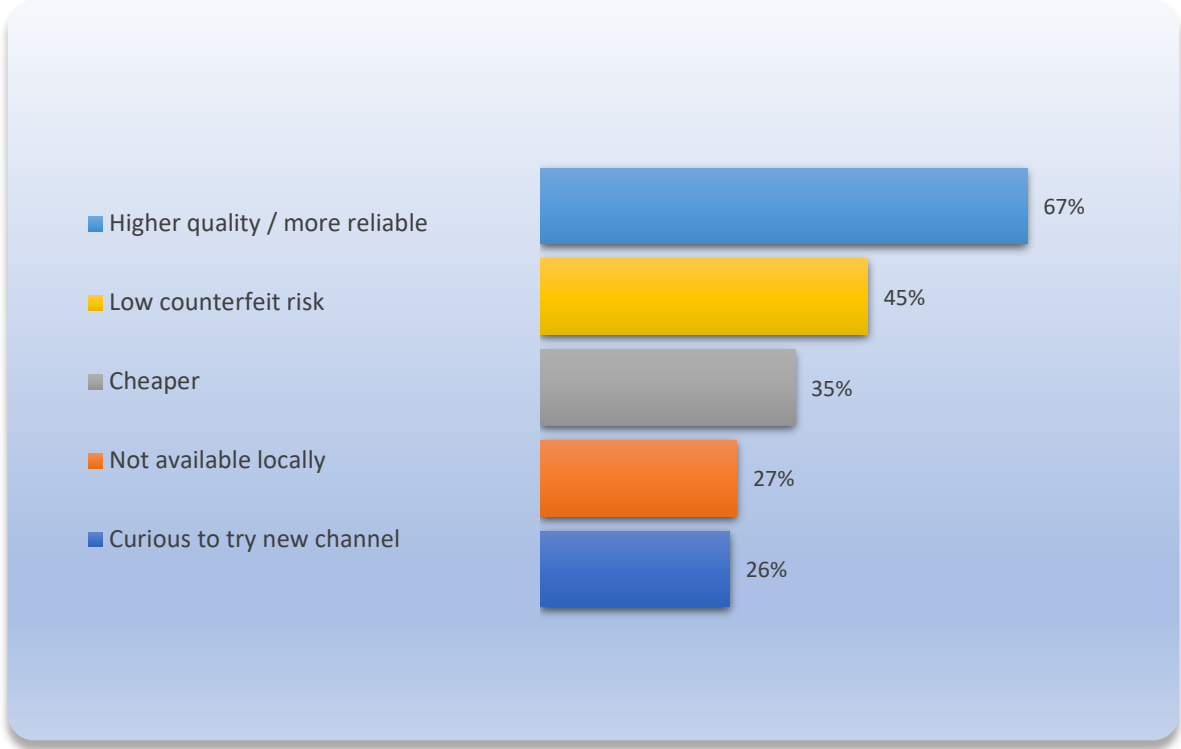 Higher quality / more reliable
67%
Low counterfeit risk
45%
Cheaper
35%
Not available locally
27%
Curious to try new channel
26%